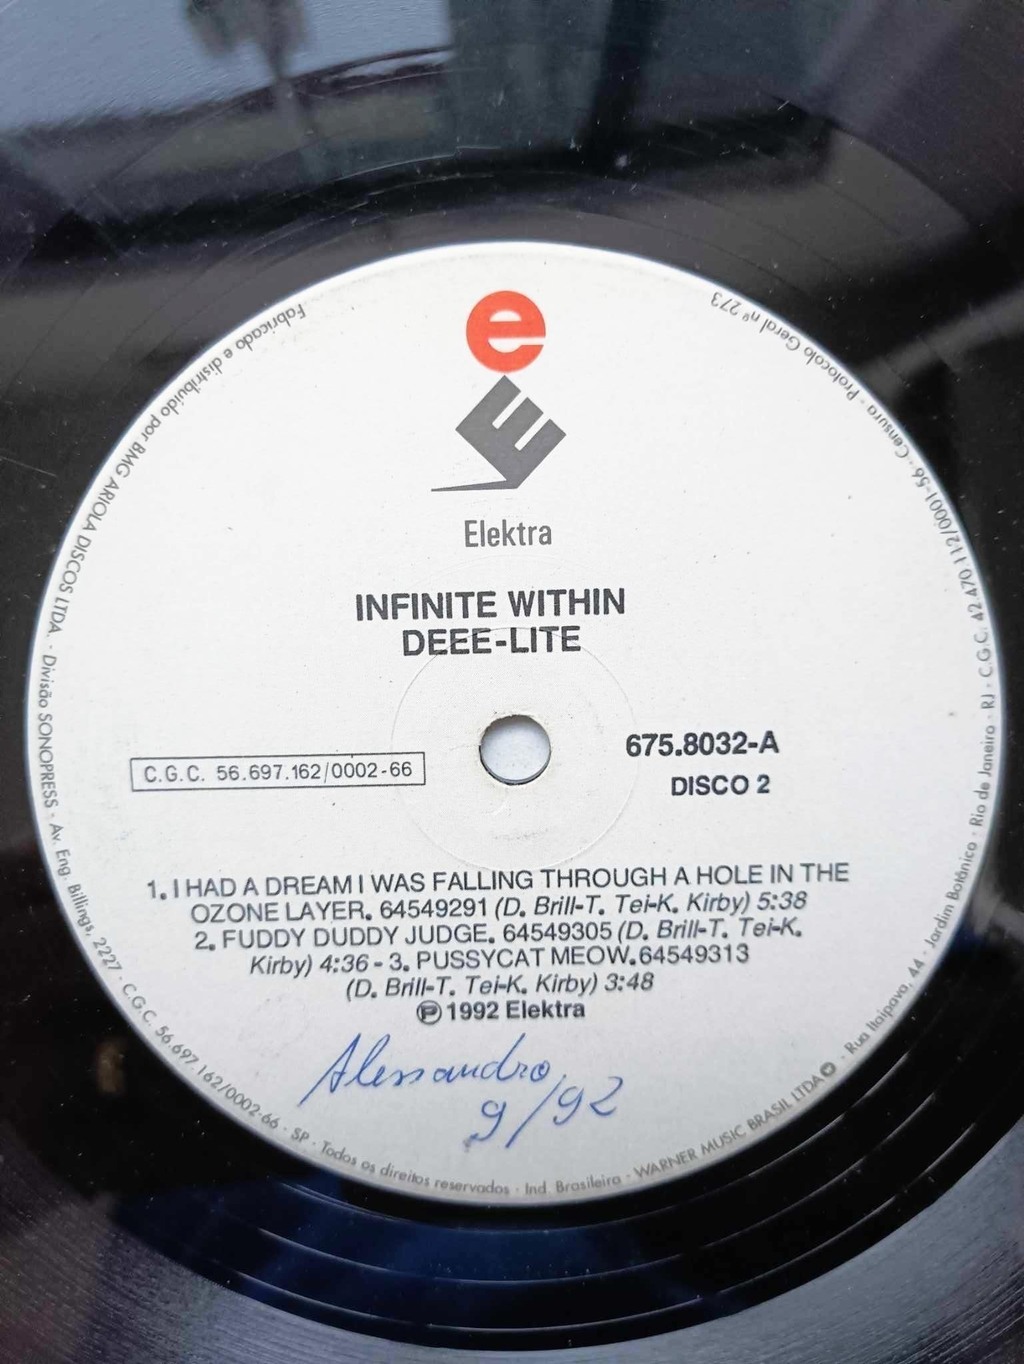 e
E
Elektra
INFINITE WITHIN
DEEE-LITE
675.8032-A
C.G.C. 56.697.162/0002-66
DISCO 2
1. I HAD A DREAM I WAS FALLING THROUGH A HOLE IN THE
OZONE LAYER. 64549291 (D. Brill-T. Tei-K. Kirby) 5:38
2. FUDDY DUDDY JUDGE. 64549305 (D. Brill-T. Tei-K.
Kirby) 4:36 - 3. PUSSYCAT MEOW. 64549313
(D. Brill-T. Tei-K. Kirby) 3:48
℗ 1992 Elektra
Alessandro
9/92
Fabricado e distribuído por BMG ARIOLA DISCOS LTDA. - Divisão SONOPRESS - Av. Eng. Billings, 2227 - C.G.C. 56.697.162/0002-66 - SP - Todos os direitos reservados - Ind. Brasileira - WARNER MUSIC BRASIL LTDA - Rua Itaipava, 44 - Jardim Botânico - Rio de Janeiro - RJ - C.G.C. 42.470.112/0001-56 - Censura - Protocolo Geral nº 273